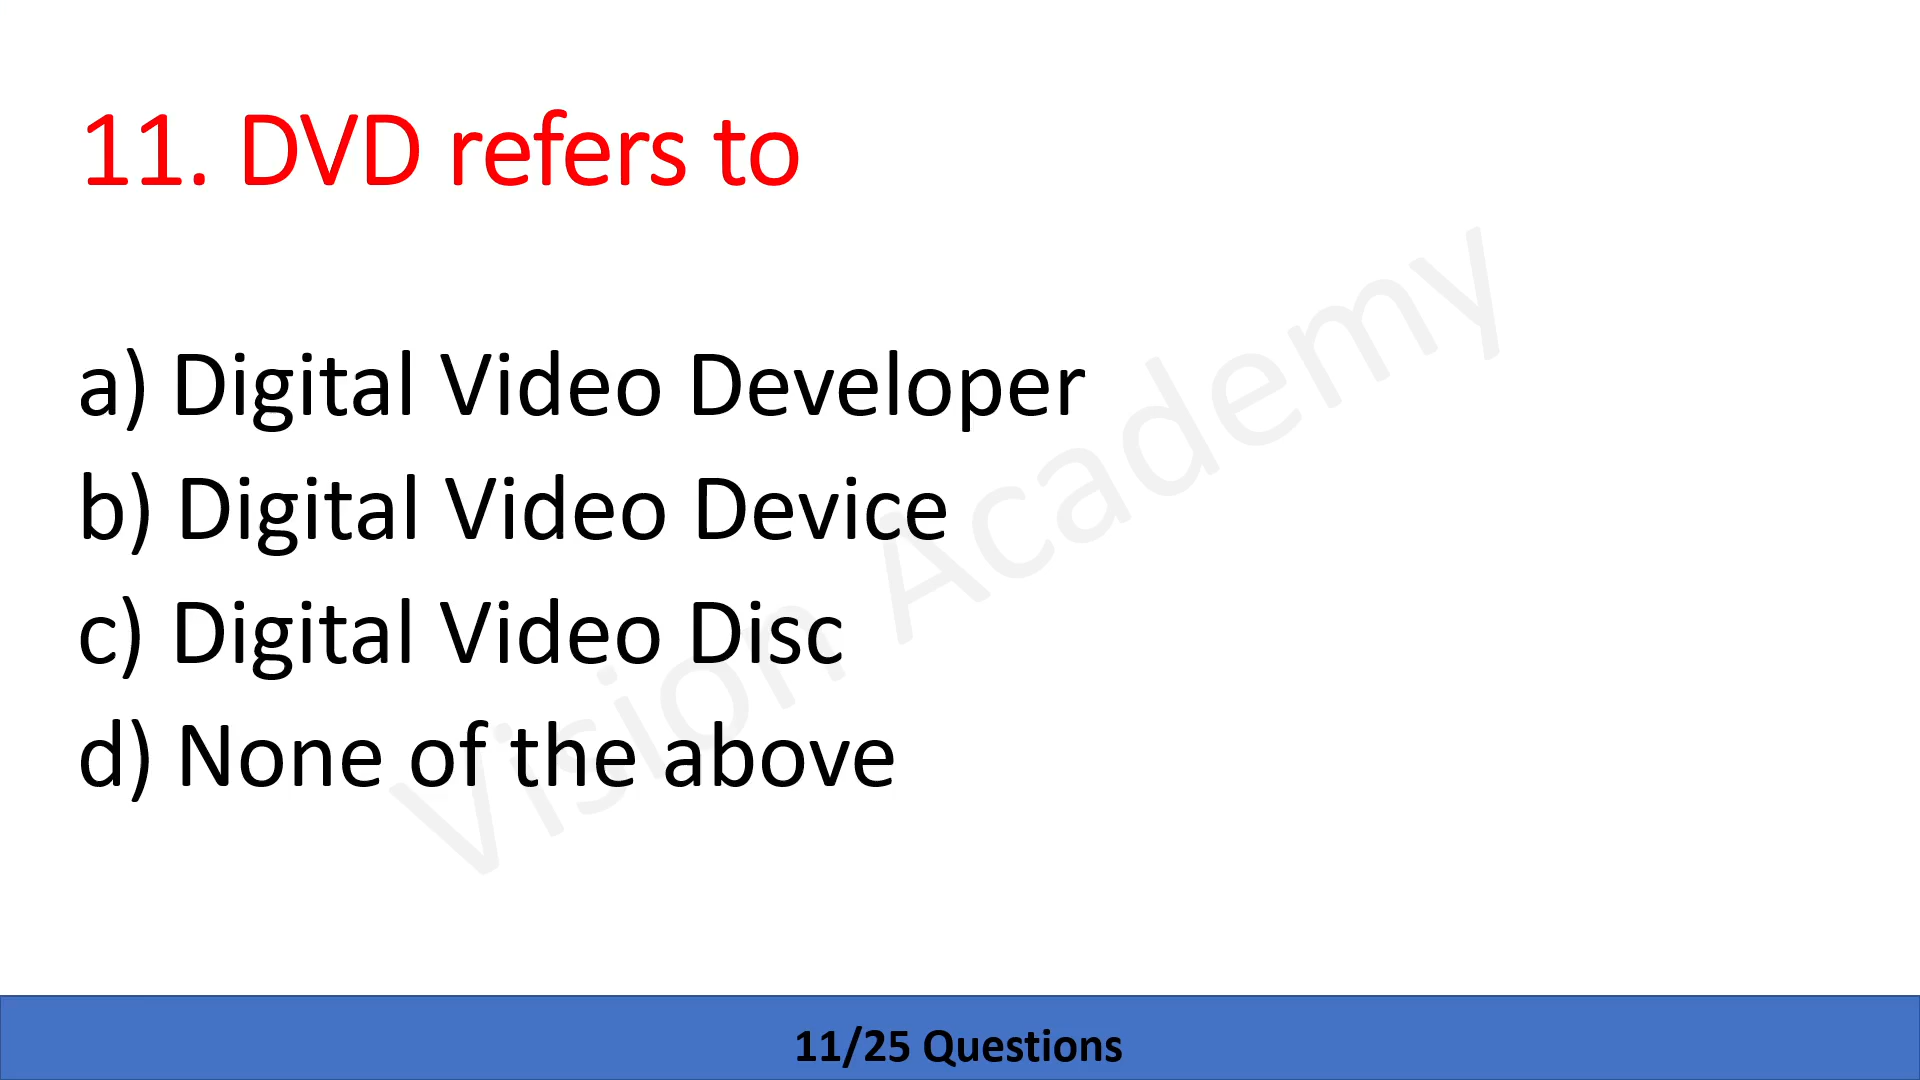 11. DVD refers to
a) Digital Video Developer
b) Digital Video Device
c) Digital Video Disc
d) None of the above
Vision Academy
11/25 Questions